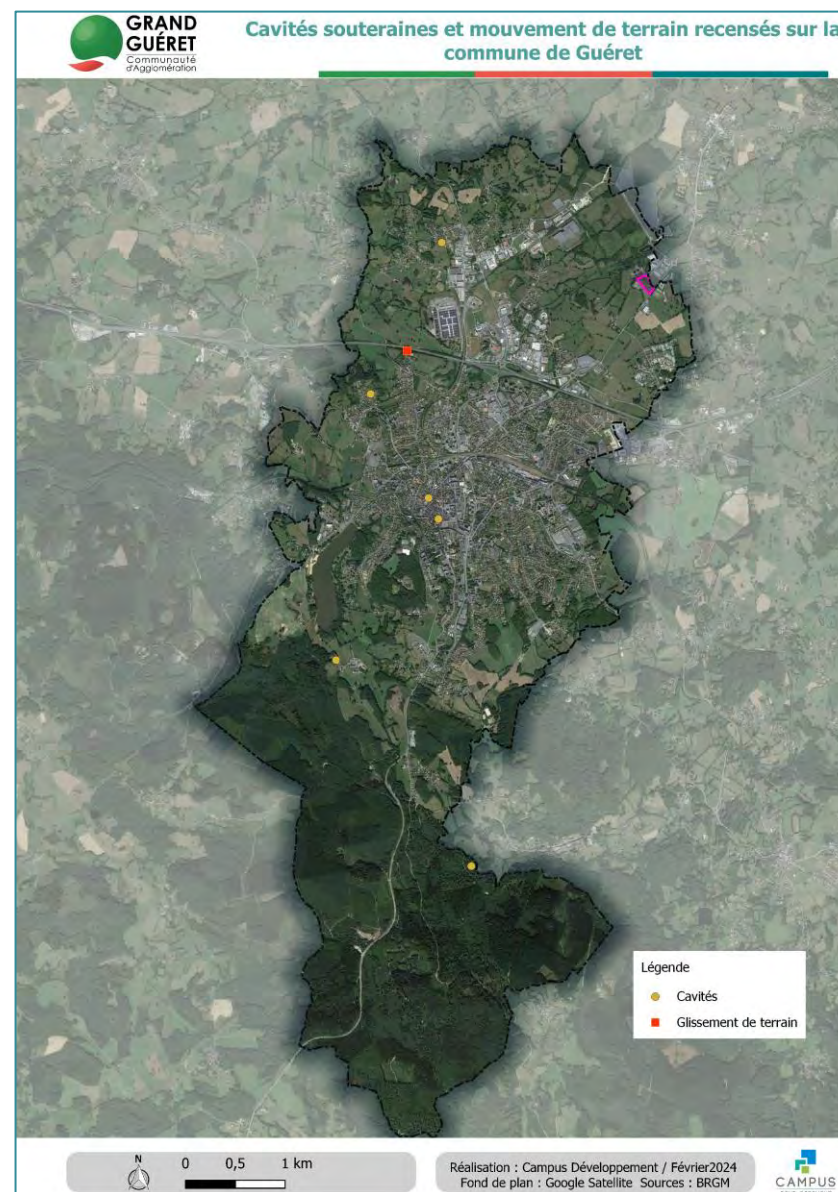 GRAND
GUÉRET
Communauté
d'Agglomération
Cavités souteraines et mouvement de terrain recensés sur la
commune de Guéret
Légende
Cavités
Glissement de terrain
N
0 0,5 1 km
Réalisation : Campus Développement / Février2024
Fond de plan : Google Satellite Sources : BRGM
CAMPUS